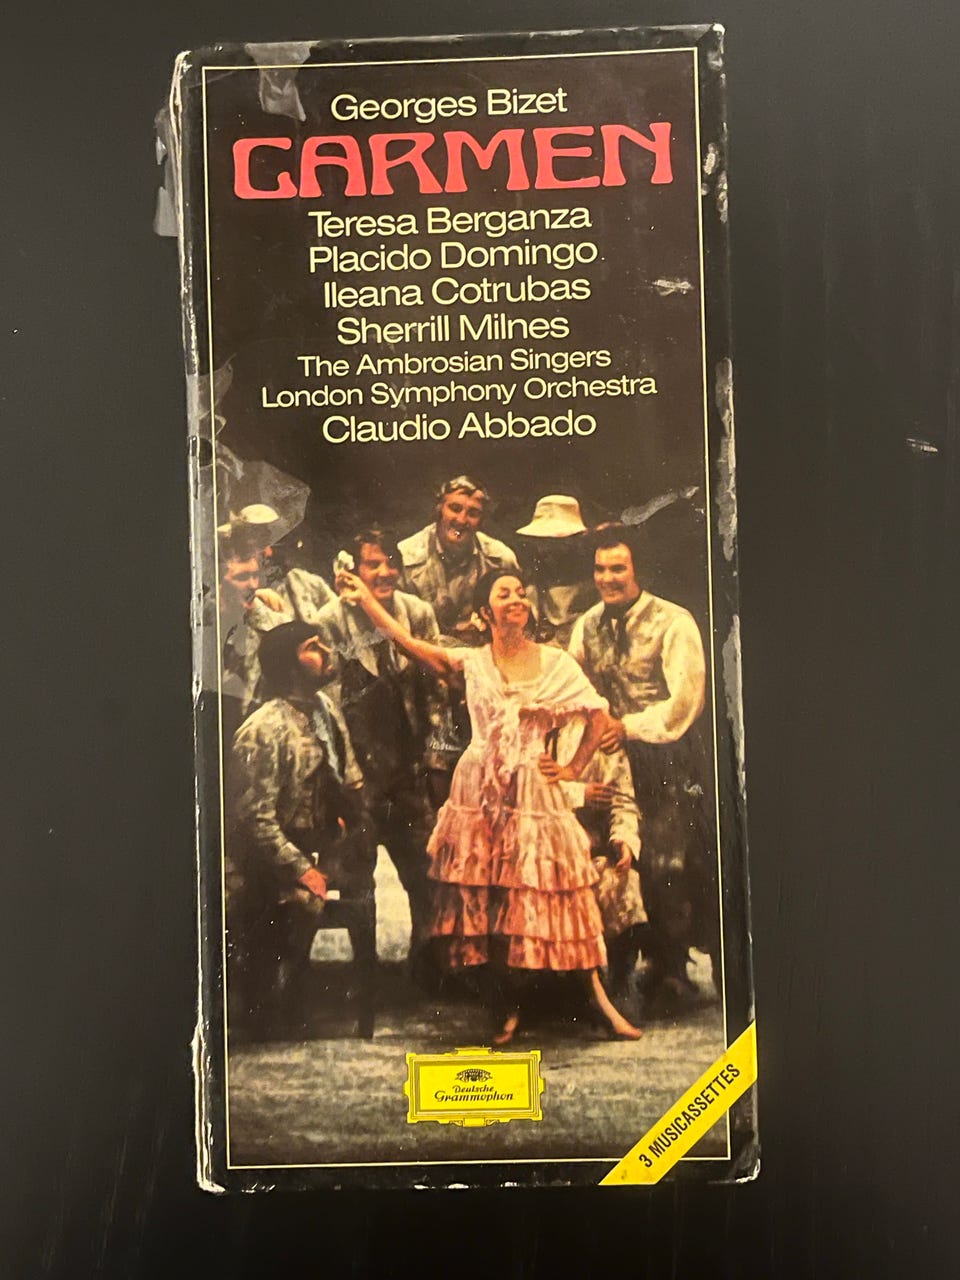 Georges Bizet
CARMEN
Teresa Berganza
Placido Domingo
Ileana Cotrubas
Sherrill Milnes
The Ambrosian Singers
London Symphony Orchestra
Claudio Abbado
Deutsche
Grammophon
3 MUSICASSETTES